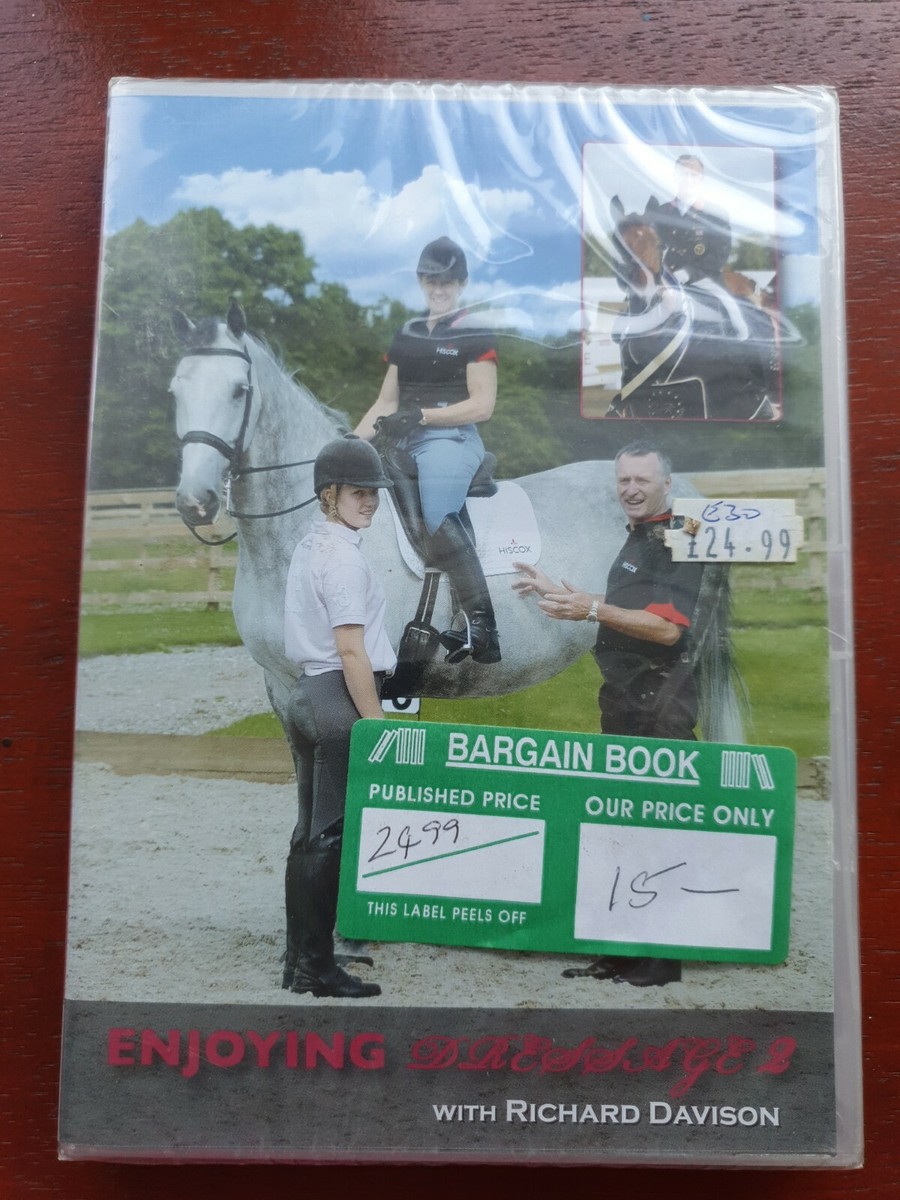 HISCOX
£30
£24.99
HISCOX
HISCOX
BARGAIN BOOK
PUBLISHED PRICE
2499
THIS LABEL PEELS OFF
OUR PRICE ONLY
15—
ENJOYING DRESSAGE 2
WITH RICHARD DAVISON